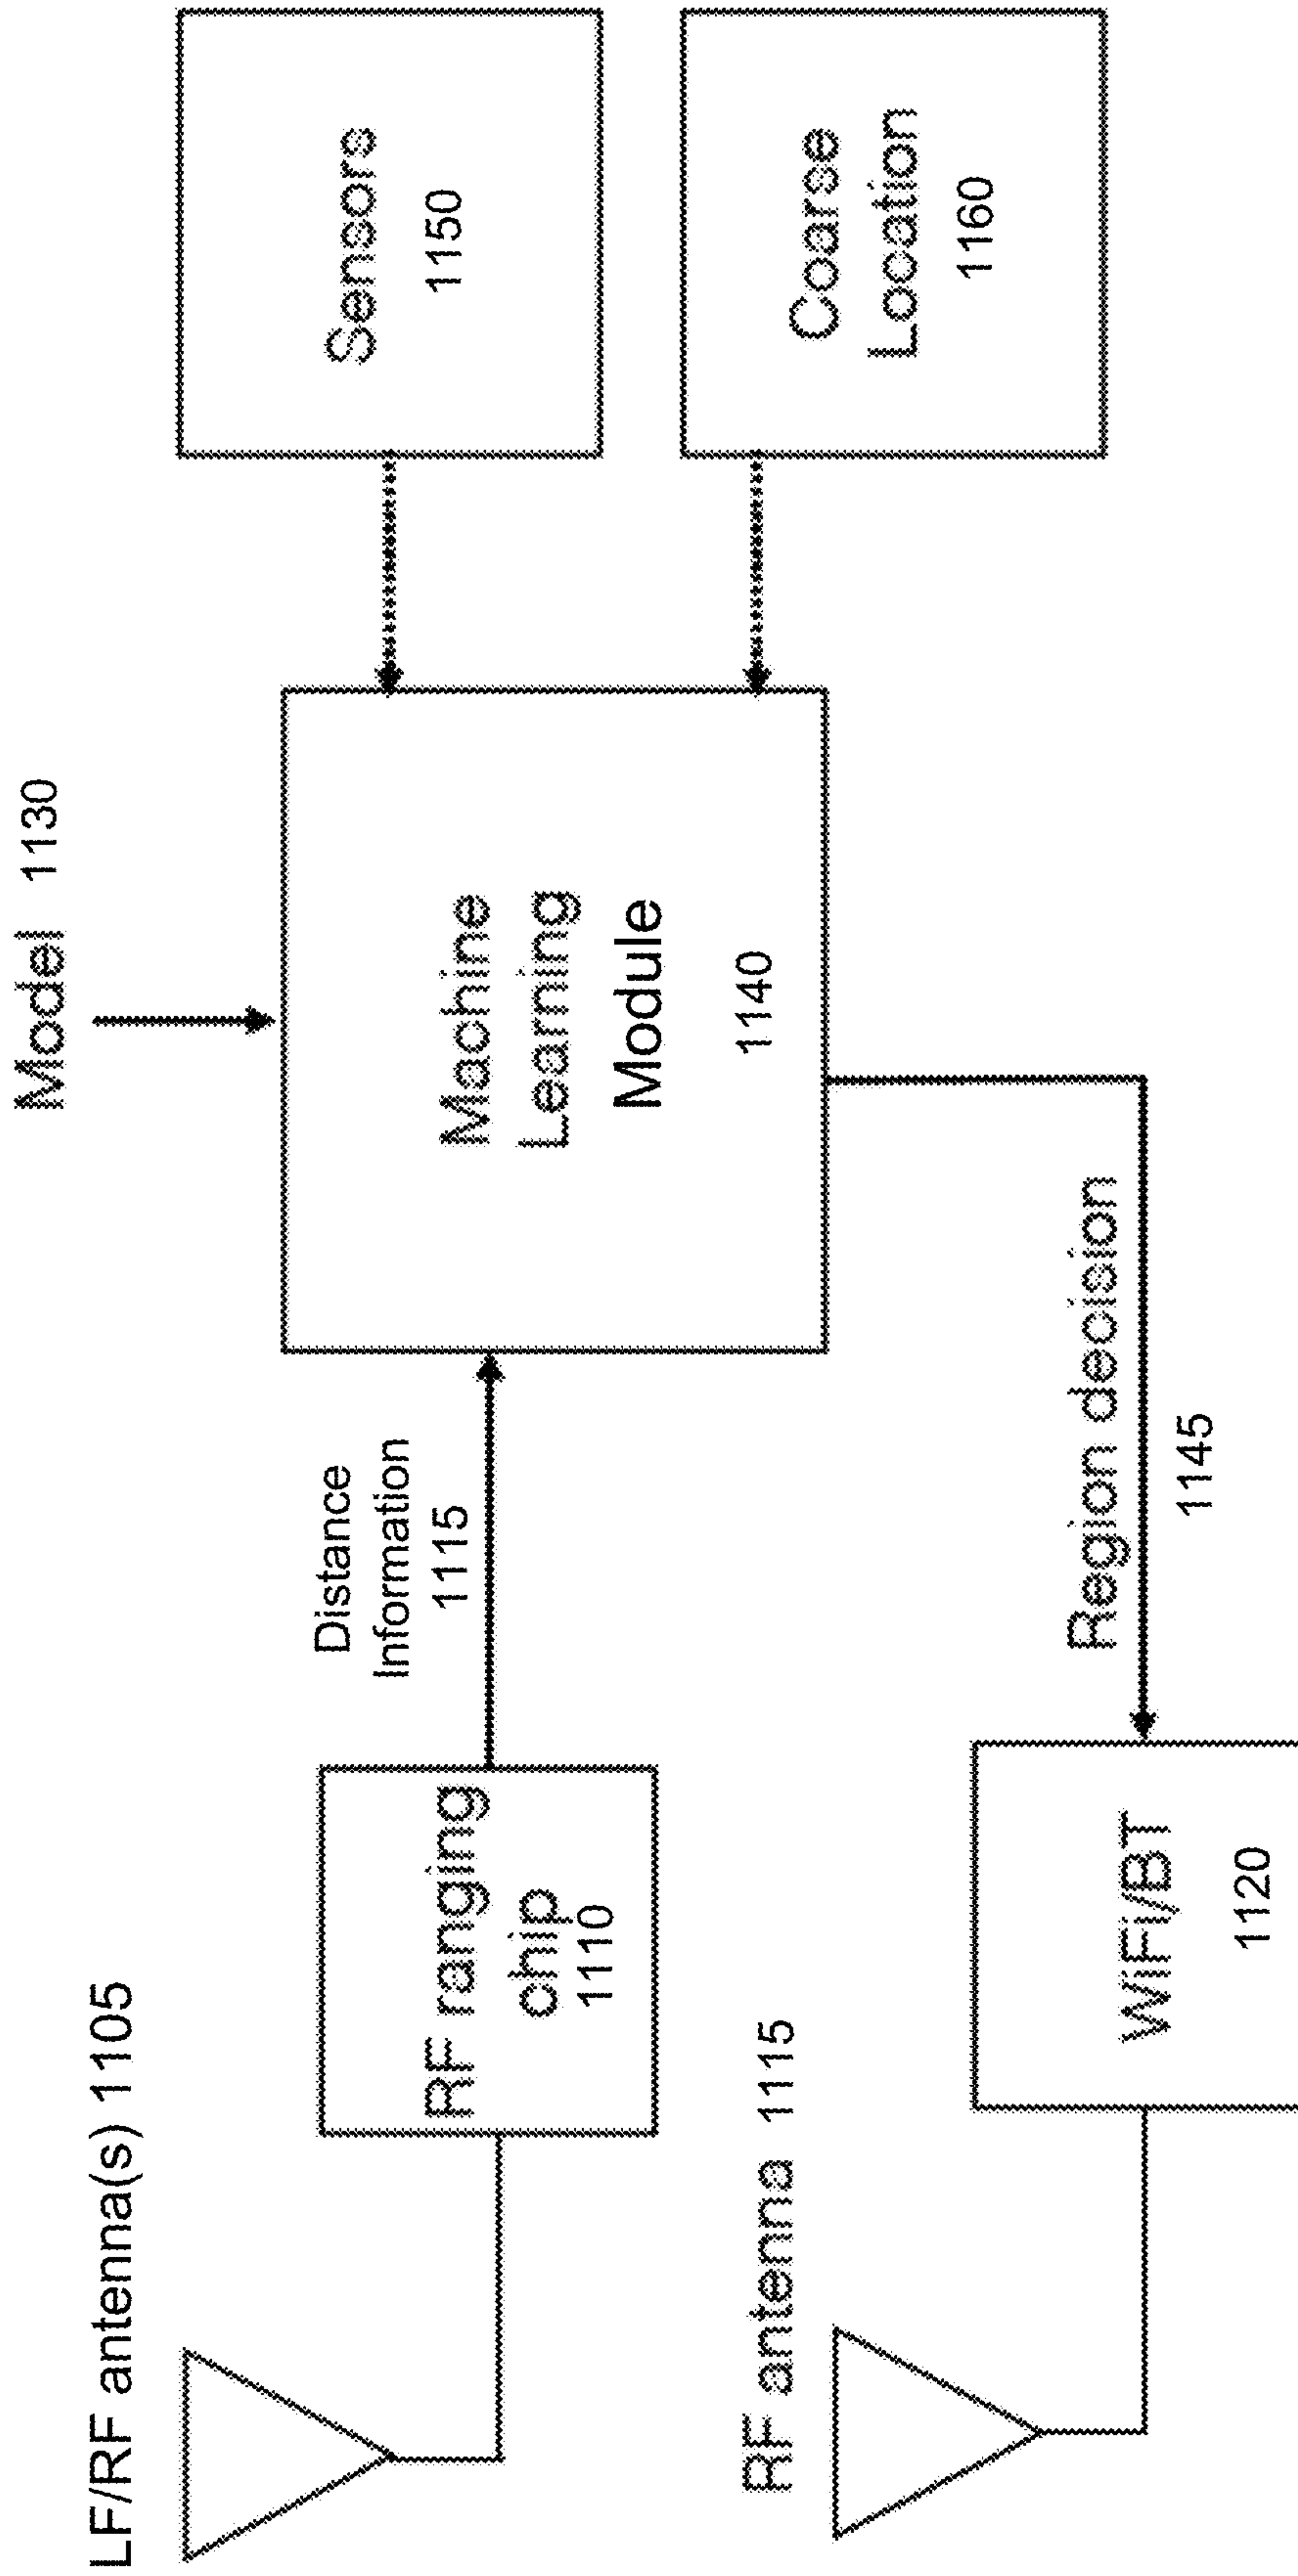 LF/RF antenna(s) 1105
RF ranging
chip
1110
Distance
Information
1115
Model 1130
Machine
Learning
Module
1140
Sensors
1150
Coarse
Location
1160
RF antenna 1115
WiFi/BT
1120
Region decision
1145